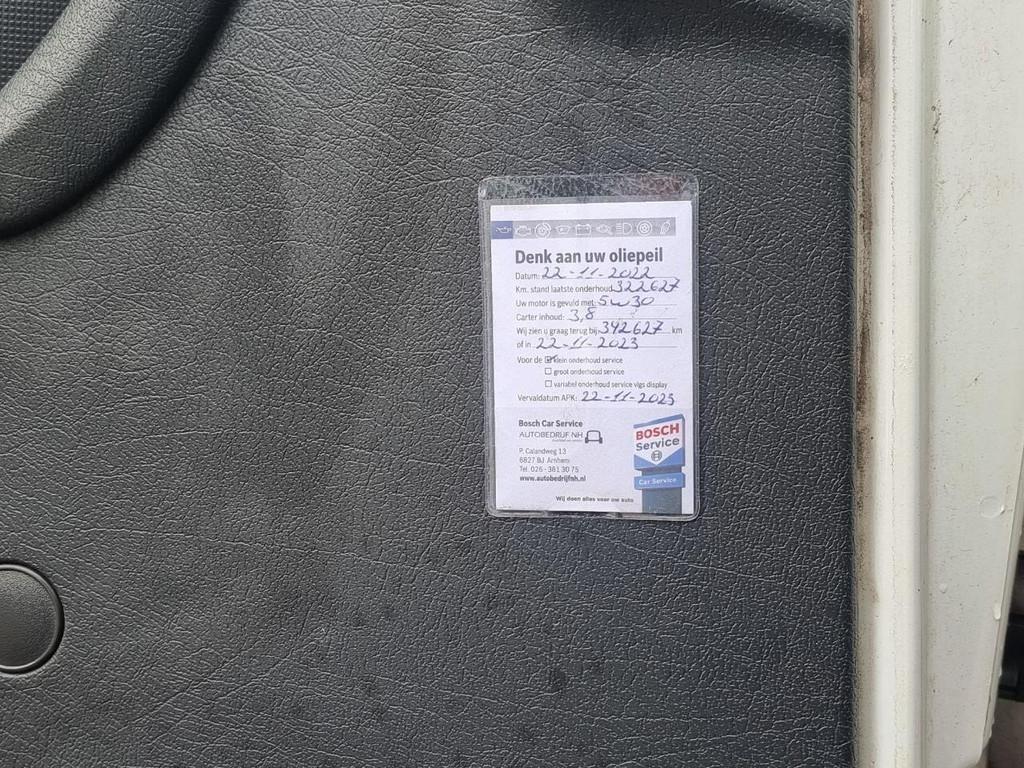 Denk aan uw oliepeil
Datum: 22-11-2022
Km. stand laatste onderhoud 322627
Uw motor is gevuld met: 5w30
Carter inhoud: 3,8
Wij zien u graag terug bij 342627 km
of in 22-11-2023
Voor de klein onderhoud service
groot onderhoud service
variabel onderhoud service vlgs display
Vervaldatum APK: 22-11-2023
Bosch Car Service
AUTOBEDRIJF NH
P. Calandweg 13
6827 BJ Arnhem
Tel. 026 - 361 30 75
www.autobedrijfnh.nl
Wij doen alles voor uw auto
BOSCH
Service
Car Service